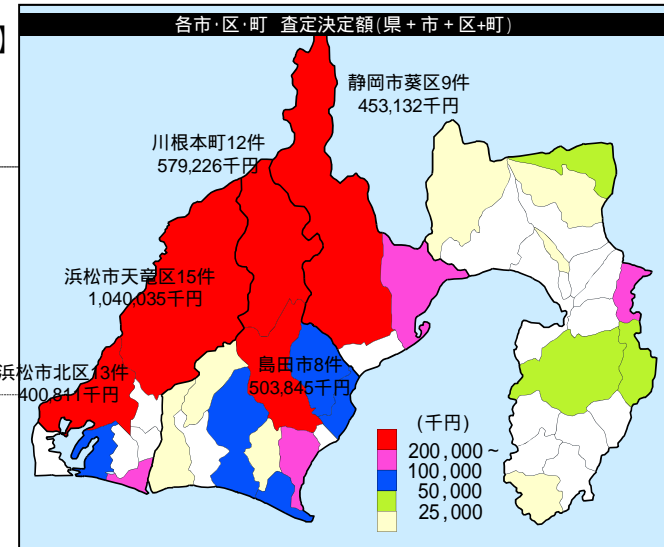 】
各市･区･町 査定決定額(県＋市＋区+町)
静岡市葵区9件
453,132千円
川根本町12件
579,226千円
浜松市天竜区15件
1,040,035千円
浜松市北区13件
400,811千円
島田市8件
503,845千円
(千円)
200,000～
100,000
50,000
25,000